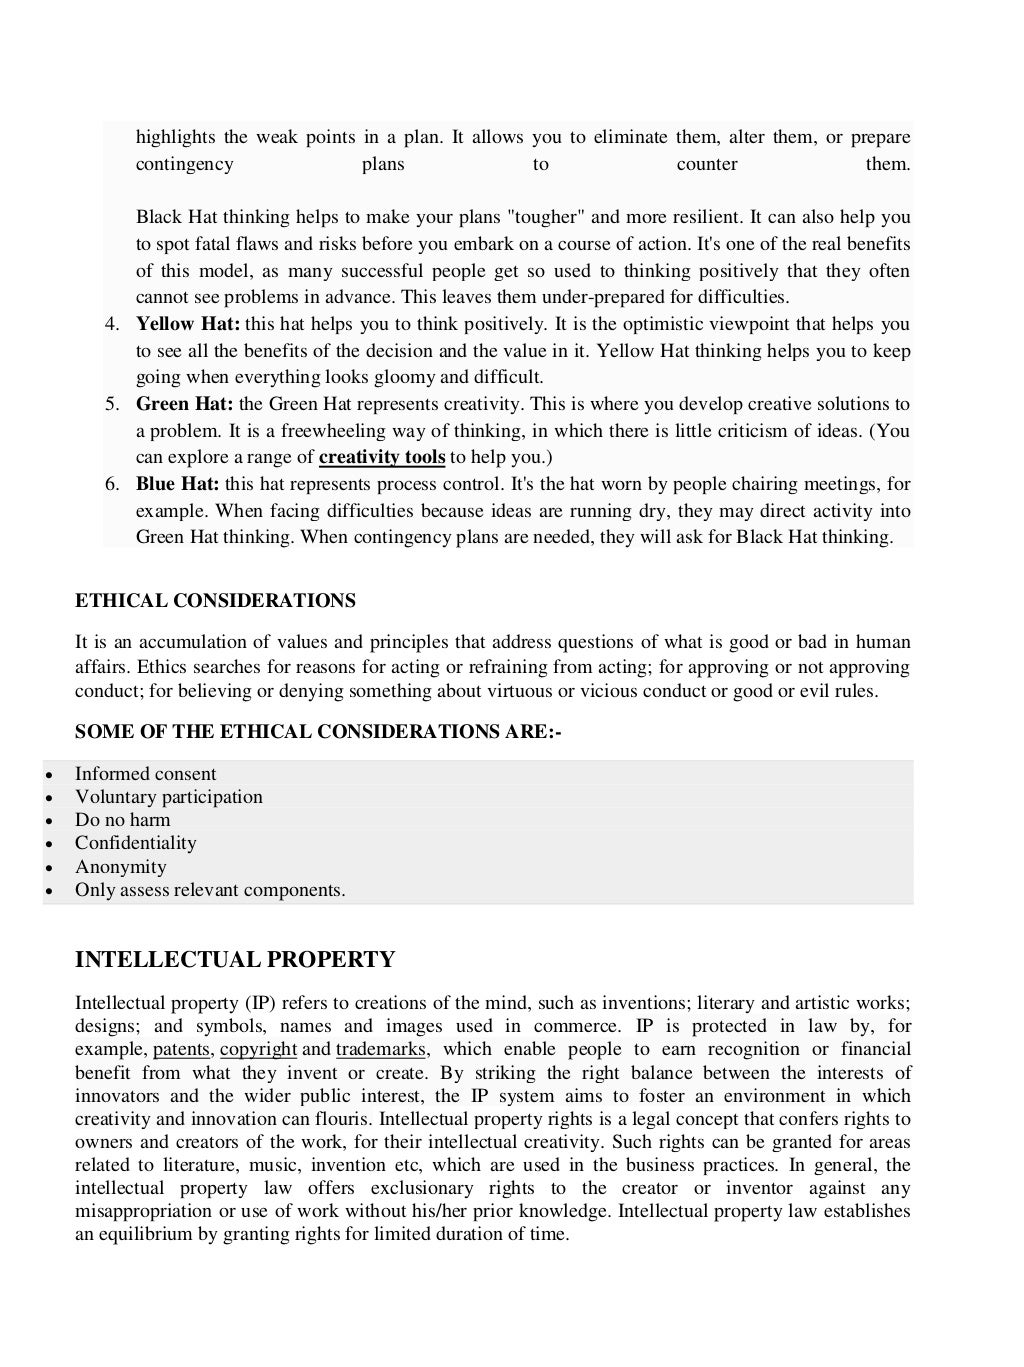 highlights the weak points in a plan. It allows you to eliminate them, alter them, or prepare
contingency plans to counter them.
Black Hat thinking helps to make your plans "tougher" and more resilient. It can also help you
to spot fatal flaws and risks before you embark on a course of action. It's one of the real benefits
of this model, as many successful people get so used to thinking positively that they often
cannot see problems in advance. This leaves them under-prepared for difficulties.
4. Yellow Hat: this hat helps you to think positively. It is the optimistic viewpoint that helps you
to see all the benefits of the decision and the value in it. Yellow Hat thinking helps you to keep
going when everything looks gloomy and difficult.
5. Green Hat: the Green Hat represents creativity. This is where you develop creative solutions to
a problem. It is a freewheeling way of thinking, in which there is little criticism of ideas. (You
can explore a range of creativity tools to help you.)
6. Blue Hat: this hat represents process control. It's the hat worn by people chairing meetings, for
example. When facing difficulties because ideas are running dry, they may direct activity into
Green Hat thinking. When contingency plans are needed, they will ask for Black Hat thinking.
ETHICAL CONSIDERATIONS
It is an accumulation of values and principles that address questions of what is good or bad in human
affairs. Ethics searches for reasons for acting or refraining from acting; for approving or not approving
conduct; for believing or denying something about virtuous or vicious conduct or good or evil rules.
SOME OF THE ETHICAL CONSIDERATIONS ARE:-
• Informed consent
• Voluntary participation
• Do no harm
• Confidentiality
• Anonymity
• Only assess relevant components.
INTELLECTUAL PROPERTY
Intellectual property (IP) refers to creations of the mind, such as inventions; literary and artistic works;
designs; and symbols, names and images used in commerce. IP is protected in law by, for
example, patents, copyright and trademarks, which enable people to earn recognition or financial
benefit from what they invent or create. By striking the right balance between the interests of
innovators and the wider public interest, the IP system aims to foster an environment in which
creativity and innovation can flouris. Intellectual property rights is a legal concept that confers rights to
owners and creators of the work, for their intellectual creativity. Such rights can be granted for areas
related to literature, music, invention etc, which are used in the business practices. In general, the
intellectual property law offers exclusionary rights to the creator or inventor against any
misappropriation or use of work without his/her prior knowledge. Intellectual property law establishes
an equilibrium by granting rights for limited duration of time.